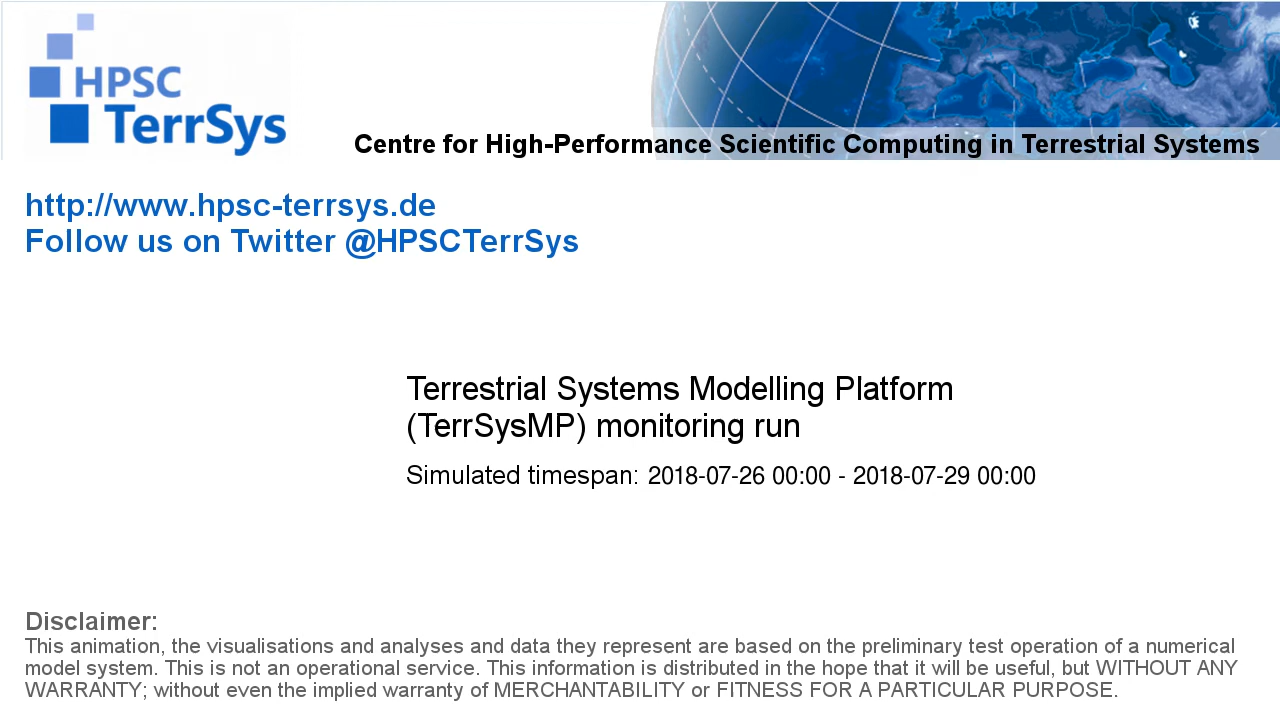 HPSC
TerrSys
Centre for High-Performance Scientific Computing in Terrestrial Systems
http://www.hpsc-terrsys.de
Follow us on Twitter @HPSCTerrSys
Terrestrial Systems Modelling Platform
(TerrSysMP) monitoring run
Simulated timespan: 2018-07-26 00:00 - 2018-07-29 00:00
Disclaimer:
This animation, the visualisations and analyses and data they represent are based on the preliminary test operation of a numerical
model system. This is not an operational service. This information is distributed in the hope that it will be useful, but WITHOUT ANY
WARRANTY; without even the implied warranty of MERCHANTABILITY or FITNESS FOR A PARTICULAR PURPOSE.